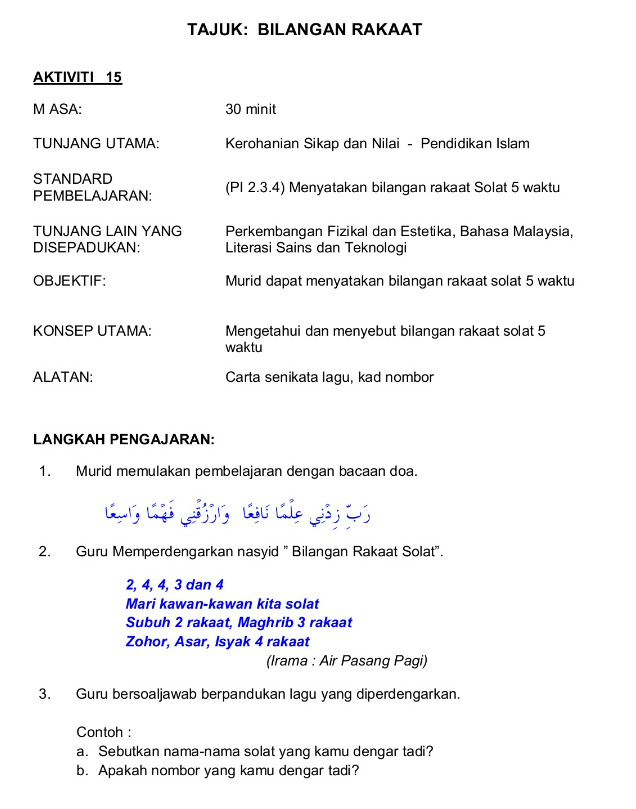 TAJUK:  BILANGAN RAKAAT
AKTIVITI   15
M ASA: 30 minit
TUNJANG UTAMA: Kerohanian Sikap dan Nilai  -  Pendidikan Islam
STANDARD
PEMBELAJARAN: (PI 2.3.4) Menyatakan bilangan rakaat Solat 5 waktu
TUNJANG LAIN YANG Perkembangan Fizikal dan Estetika, Bahasa Malaysia,
DISEPADUKAN: Literasi Sains dan Teknologi
OBJEKTIF: Murid dapat menyatakan bilangan rakaat solat 5 waktu
KONSEP UTAMA: Mengetahui dan menyebut bilangan rakaat solat 5
waktu
ALATAN: Carta senikata lagu, kad nombor
LANGKAH PENGAJARAN:
1. Murid memulakan pembelajaran dengan bacaan doa.
رَبِّ زِدْنِي عِلْمًا نَافِعًا وَارْزُقْنِي فَهْمًا وَاسِعًا
2. Guru Memperdengarkan nasyid ” Bilangan Rakaat Solat”.
2, 4, 4, 3 dan 4
Mari kawan-kawan kita solat
Subuh 2 rakaat, Maghrib 3 rakaat
Zohor, Asar, Isyak 4 rakaat
(Irama : Air Pasang Pagi)
3. Guru bersoaljawab berpandukan lagu yang diperdengarkan.
Contoh :
a. Sebutkan nama-nama solat yang kamu dengar tadi?
b. Apakah nombor yang kamu dengar tadi?